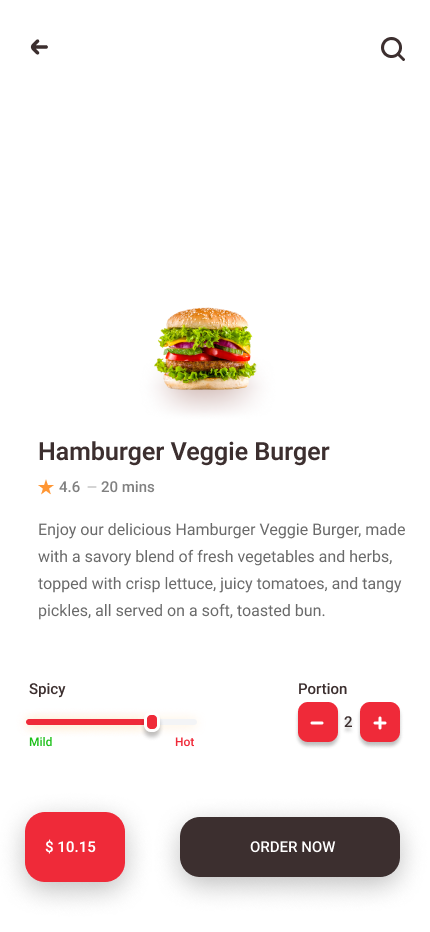 Hamburger Veggie Burger
4.6 — 20 mins
Enjoy our delicious Hamburger Veggie Burger, made
with a savory blend of fresh vegetables and herbs,
topped with crisp lettuce, juicy tomatoes, and tangy
pickles, all served on a soft, toasted bun.
Spicy
Mild
Hot
Portion
2
$ 10.15
ORDER NOW